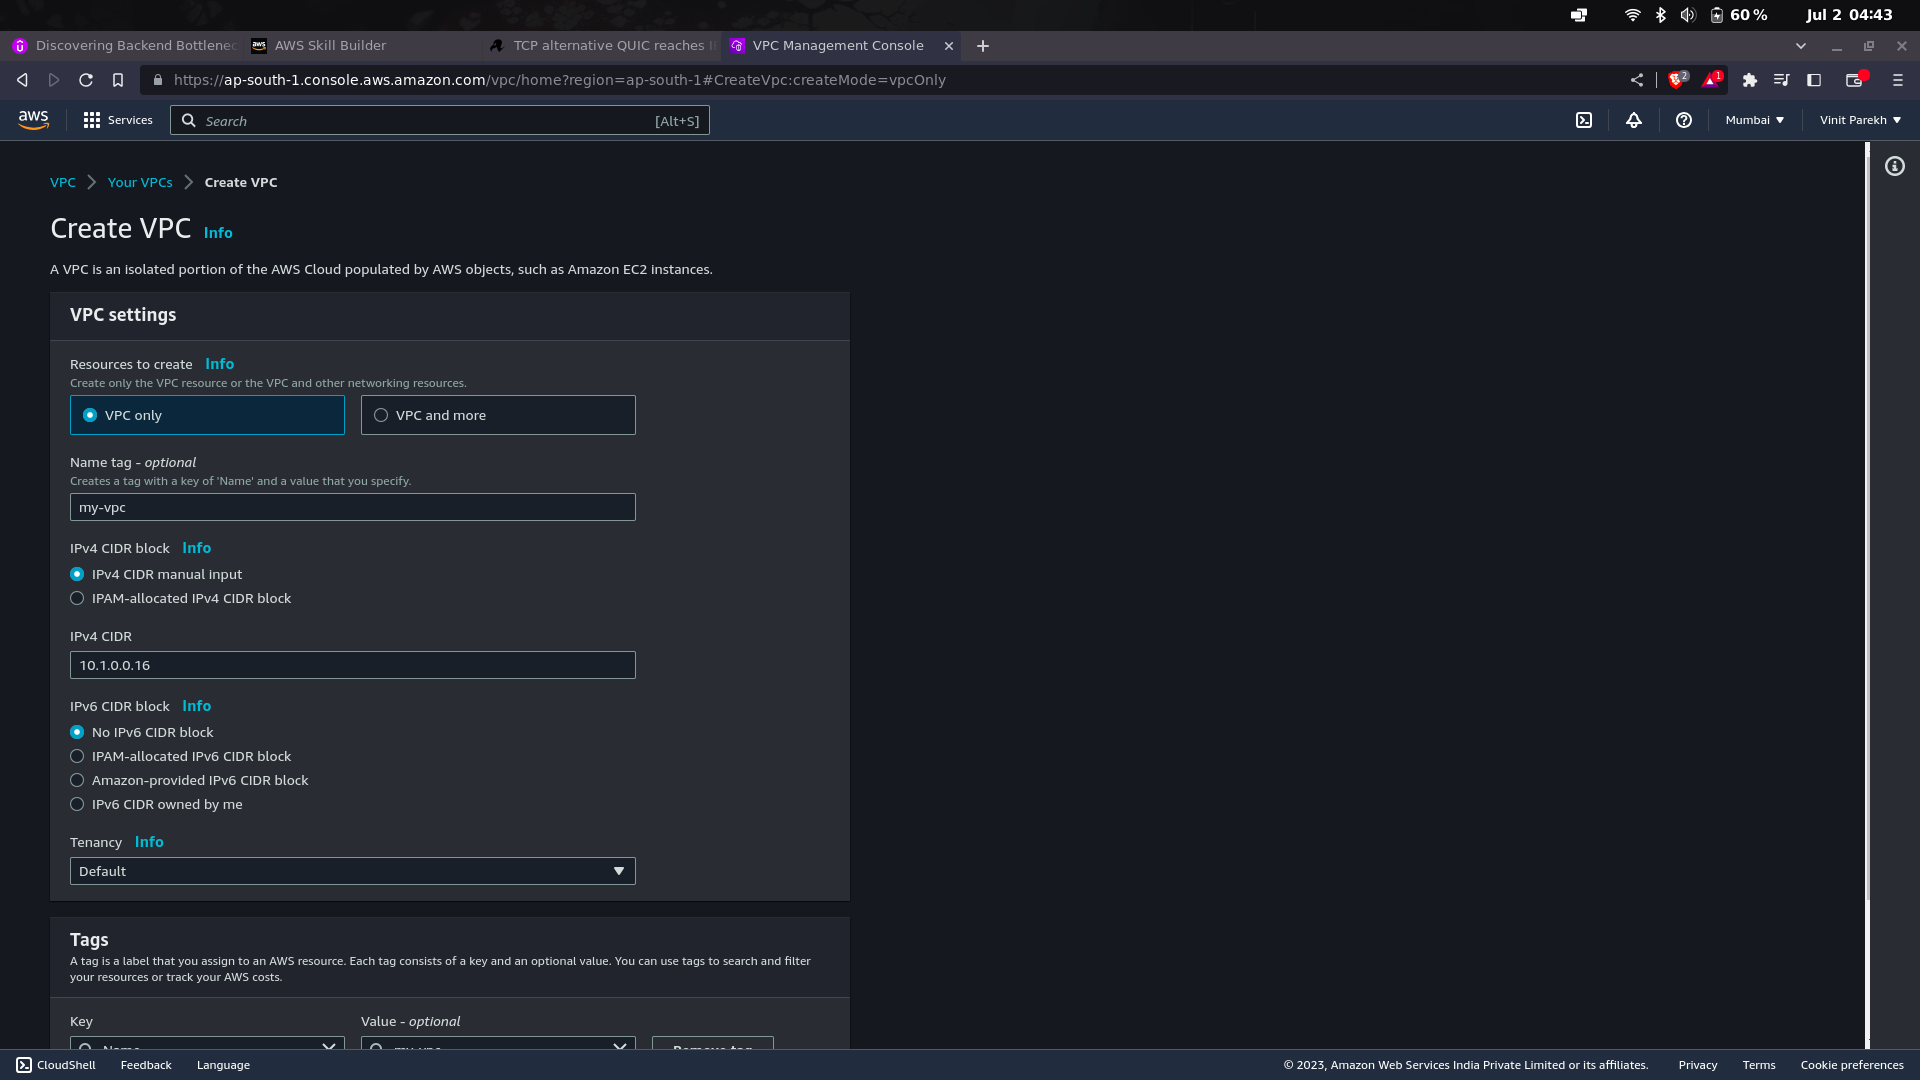 60 %
Jul 2 04:43
Discovering Backend Bottlenec
aws AWS Skill Builder
TCP alternative QUIC reaches I
VPC Management Console
https://ap-south-1.console.aws.amazon.com/vpc/home?region=ap-south-1#CreateVpc:createMode=vpcOnly
2
1
aws
Services
Search
[Alt+S]
Mumbai
Vinit Parekh
VPC
Your VPCs
Create VPC
Create VPC Info
A VPC is an isolated portion of the AWS Cloud populated by AWS objects, such as Amazon EC2 instances.
VPC settings
Resources to create Info
Create only the VPC resource or the VPC and other networking resources.
VPC only
VPC and more
Name tag - optional
Creates a tag with a key of 'Name' and a value that you specify.
my-vpc
IPv4 CIDR block Info
IPv4 CIDR manual input
IPAM-allocated IPv4 CIDR block
IPv4 CIDR
10.1.0.0.16
IPv6 CIDR block Info
No IPv6 CIDR block
IPAM-allocated IPv6 CIDR block
Amazon-provided IPv6 CIDR block
IPv6 CIDR owned by me
Tenancy Info
Default
Tags
A tag is a label that you assign to an AWS resource. Each tag consists of a key and an optional value. You can use tags to search and filter
your resources or track your AWS costs.
Key
Value - optional
Name
my-vpc
Remove tag
CloudShell
Feedback
Language
© 2023, Amazon Web Services India Private Limited or its affiliates.
Privacy
Terms
Cookie preferences